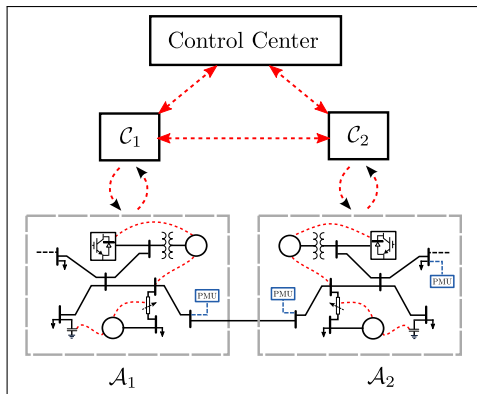 Control Center
𝒞₁
𝒞₂
PMU
PMU
PMU
𝒜₁
𝒜₂